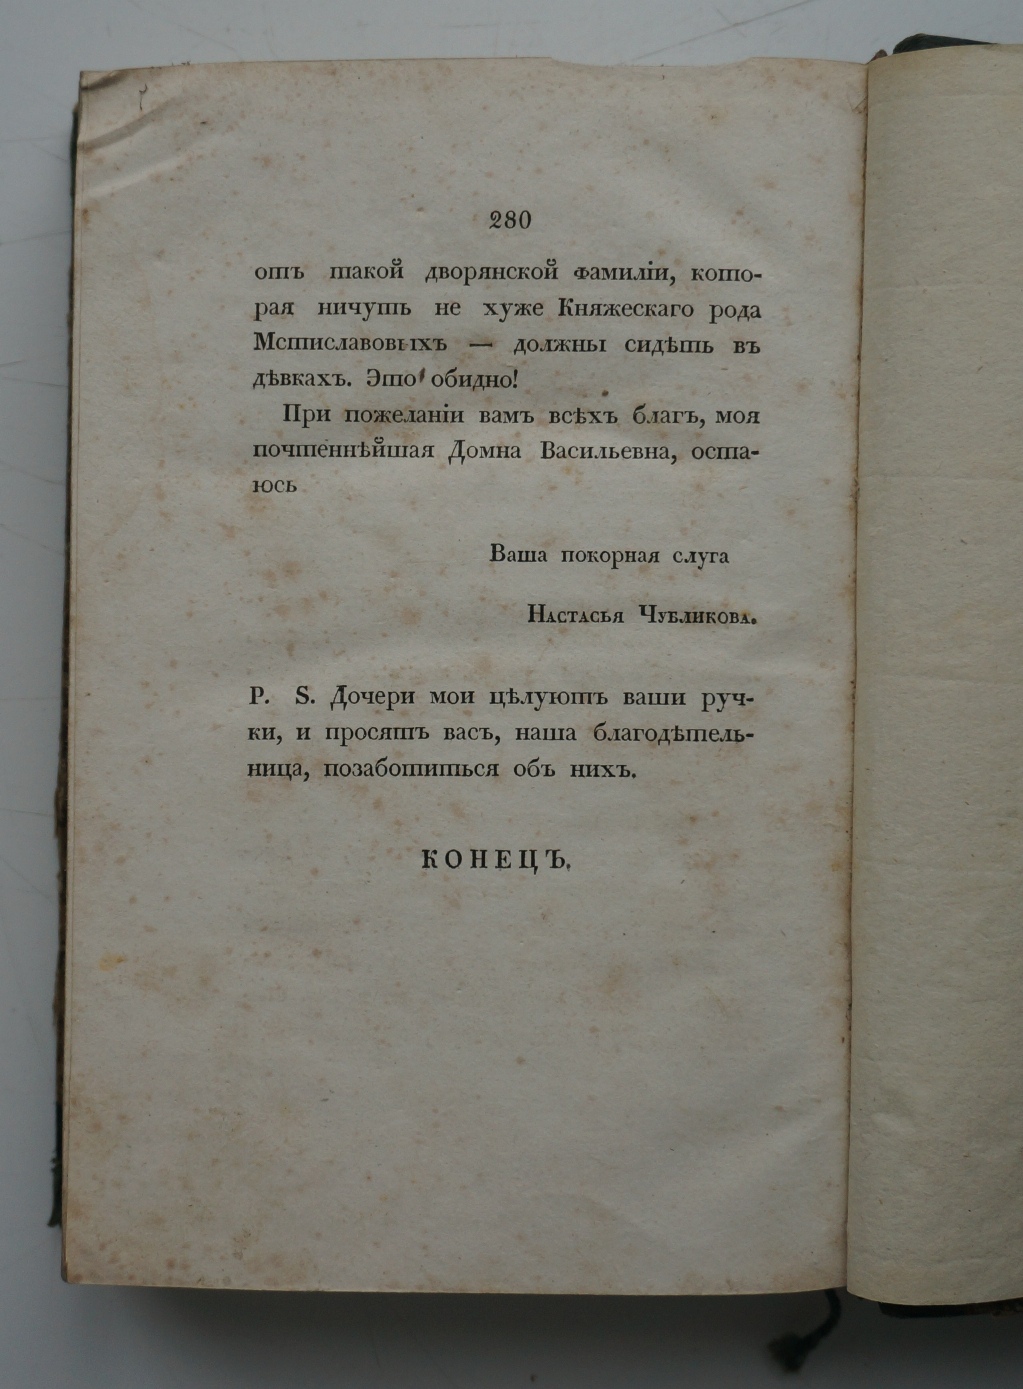 280
отъ такой дворянской фамиліи, кото-
рая ничуть не хуже Княжескаго рода
Мстиславовыхъ — должны сидѣть въ
дѣвкахъ. Это обидно!
При пожеланіи вамъ всѣхъ благъ, моя
почтеннѣйшая Домна Васильевна, оста-
юсь
Ваша покорная слуга
Настасья Чубликова.
P. S. Дочери мои цѣлуютъ ваши руч-
ки, и просятъ васъ, наша благодѣтель-
ница, позаботиться объ нихъ.
КОНЕЦЪ.